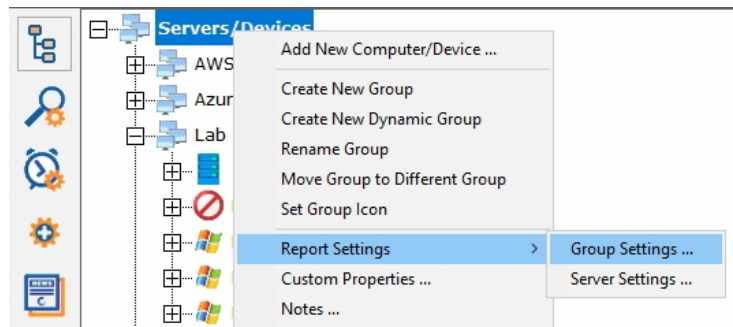 Servers/Devices
Add New Computer/Device ...
AWS
Create New Group
Azur
Create New Dynamic Group
Lab
Rename Group
Move Group to Different Group
Set Group Icon
Report Settings
Group Settings ...
Custom Properties ...
Server Settings ...
Notes ...
NEWS